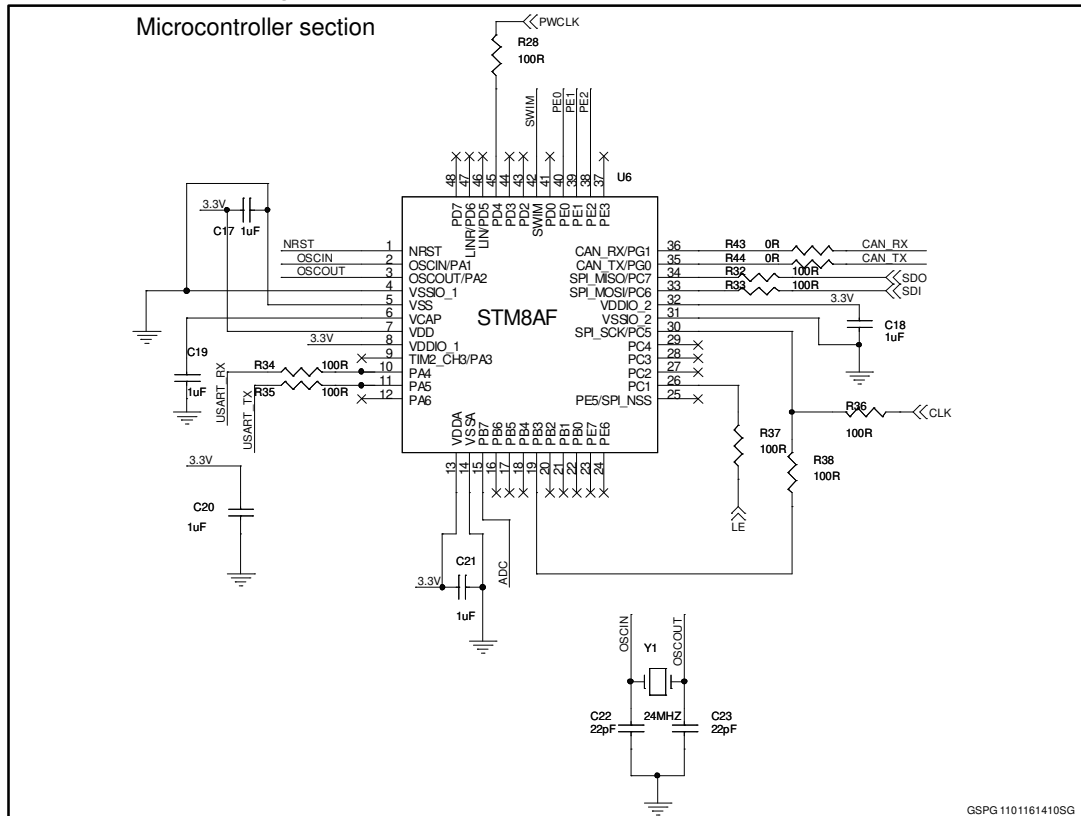 Microcontroller section
PWCLK
R28
100R
SWIM
PE0
PE1
PE2
U6
48
47
46
45
44
43
42
41
40
39
38
37
PD7
LINR/PD6
LIN/PD5
PD4
PD3
PD2
SWIM
PD0
PE0
PE1
PE2
PE3
3.3V
C17
1uF
NRST
OSCIN
OSCOUT
1
2
3
4
5
6
7
8
9
10
11
12
NRST
OSCIN/PA1
OSCOUT/PA2
VSSIO_1
VSS
VCAP
VDD
VDDIO_1
TIM2_CH3/PA3
PA4
PA5
PA6
STM8AF
CAN_RX/PG1
CAN_TX/PG0
SPI_MISO/PC7
SPI_MOSI/PC6
VDDIO_2
VSSIO_2
SPI_SCK/PC5
PC4
PC3
PC2
PC1
PE5/SPI_NSS
36
35
34
33
32
31
30
29
28
27
26
25
R43 0R CAN_RX
R44 0R CAN_TX
R32 100R SDO
R33 100R SDI
3.3V
C18
1uF
3.3V
C19
1uF
R34 100R
R35 100R
USART_RX
USART_TX
R36
100R
CLK
R37
100R
R38
100R
LE
VDDA
VSSA
PB7
PB6
PB5
PB4
PB3
PB2
PB1
PB0
PE7
PE6
13
14
15
16
17
18
19
20
21
22
23
24
3.3V
C20
1uF
3.3V
C21
1uF
ADC
OSCIN
OSCOUT
Y1
C22
22pF
24MHZ
C23
22pF
GSPG1101161410SG